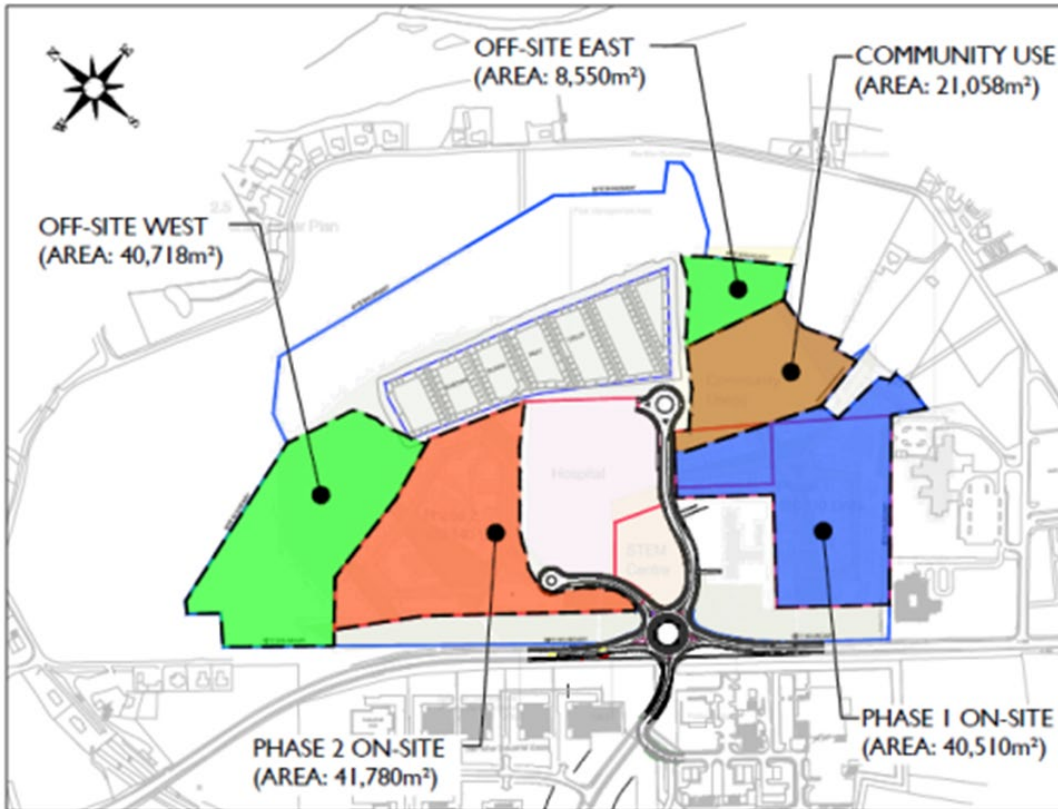 N
E
W
S
OFF-SITE EAST
(AREA: 8,550m²)
COMMUNITY USE
(AREA: 21,058m²)
OFF-SITE WEST
(AREA: 40,718m²)
Hospital
STEM
Centre
PHASE 2 ON-SITE
(AREA: 41,780m²)
PHASE 1 ON-SITE
(AREA: 40,510m²)